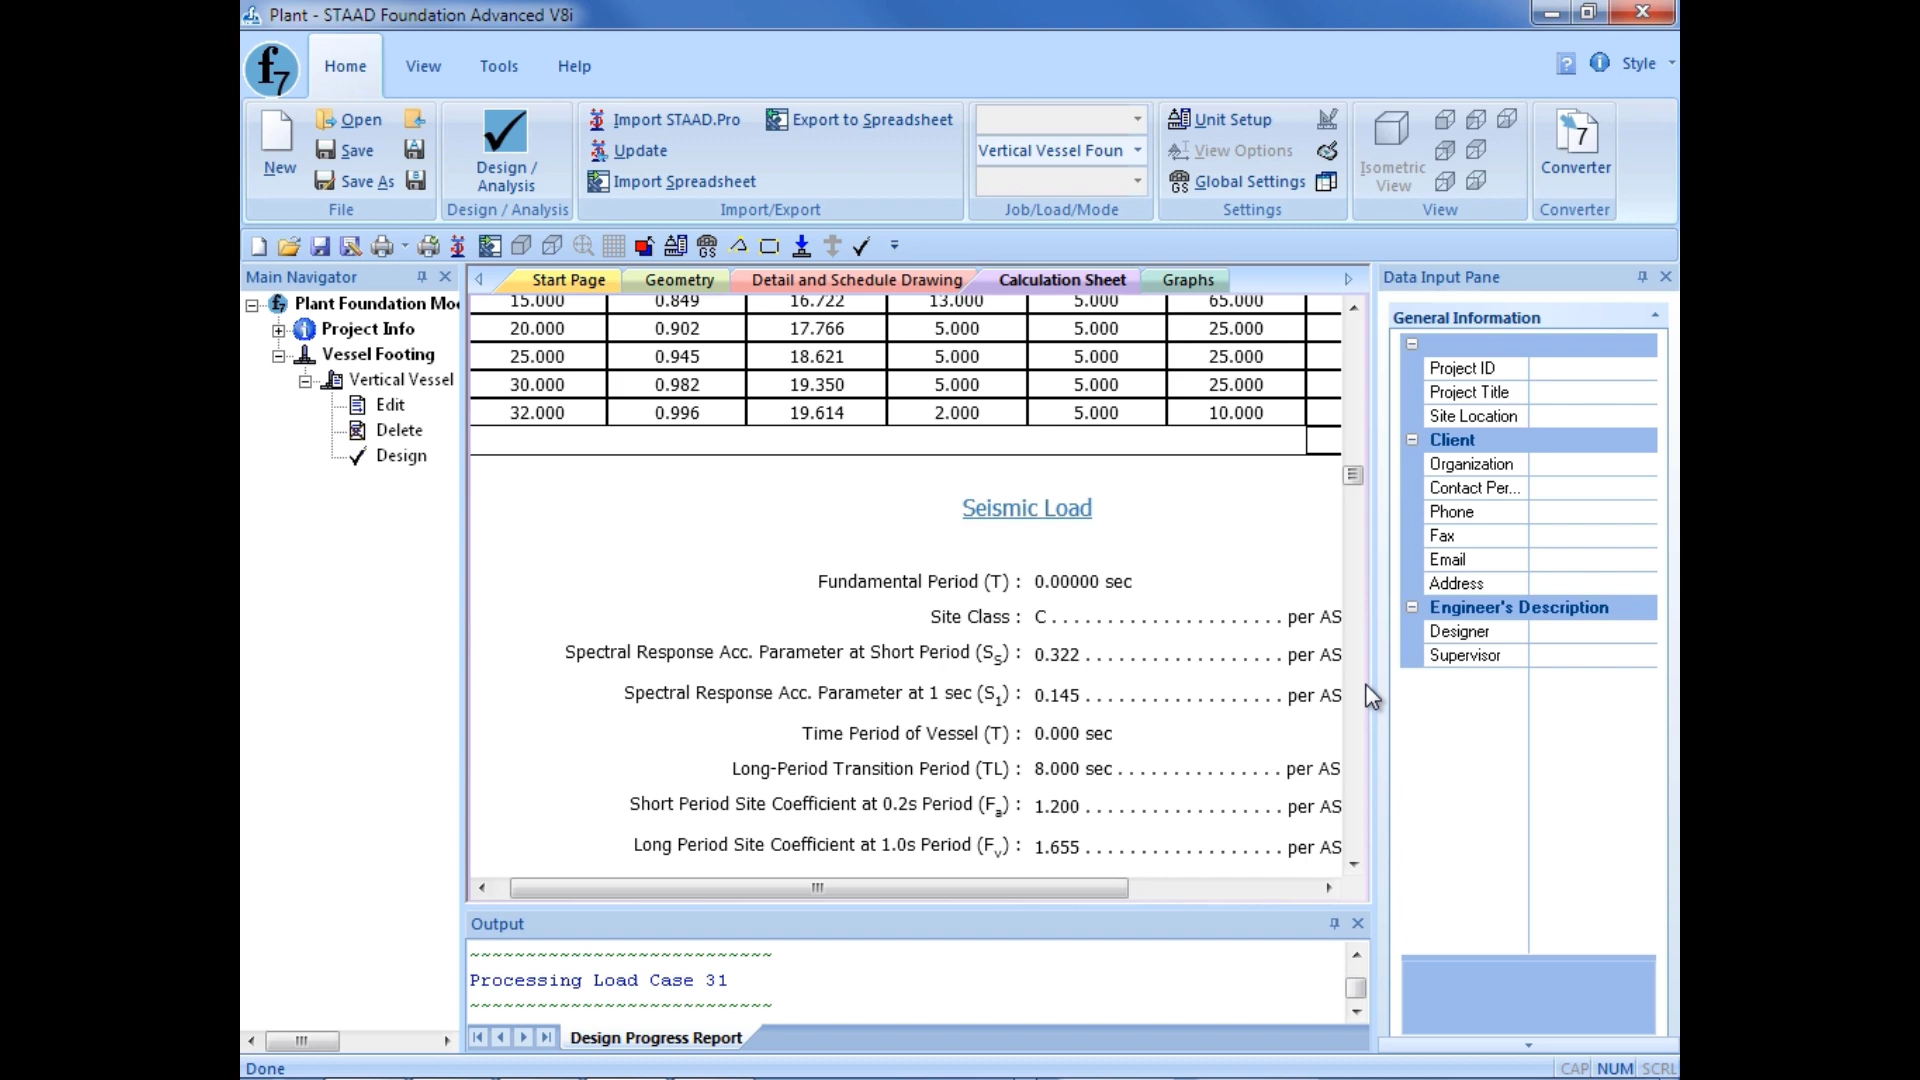 Plant - STAAD Foundation Advanced V8i
Home View Tools Help
Style
New
Open
Save
Save As
File
Design / Analysis
Design / Analysis
Import STAAD.Pro
Update
Import Spreadsheet
Export to Spreadsheet
Import/Export
Vertical Vessel Foun
Job/Load/Mode
Unit Setup
View Options
Global Settings
Settings
Isometric View
View
7
Converter
Converter
Main Navigator
Plant Foundation Mo
Project Info
Vessel Footing
Vertical Vessel
Edit
Delete
Design
Start Page Geometry Detail and Schedule Drawing Calculation Sheet Graphs
15.000 0.849 16.722 13.000 5.000 65.000
20.000 0.902 17.766 5.000 5.000 25.000
25.000 0.945 18.621 5.000 5.000 25.000
30.000 0.982 19.350 5.000 5.000 25.000
32.000 0.996 19.614 2.000 5.000 10.000
Seismic Load
Fundamental Period (T) : 0.00000 sec
Site Class : C . . . . . . . . . . . . . . . . . . . . . per AS
Spectral Response Acc. Parameter at Short Period (SS) : 0.322 . . . . . . . . . . . . . . . . . . per AS
Spectral Response Acc. Parameter at 1 sec (S1) : 0.145 . . . . . . . . . . . . . . . . . . per AS
Time Period of Vessel (T) : 0.000 sec
Long-Period Transition Period (TL) : 8.000 sec . . . . . . . . . . . . . . . per AS
Short Period Site Coefficient at 0.2s Period (Fa) : 1.200 . . . . . . . . . . . . . . . . . . per AS
Long Period Site Coefficient at 1.0s Period (Fv) : 1.655 . . . . . . . . . . . . . . . . . . per AS
Output
~~~~~~~~~~~~~~~~~~~~~~~~~~~
Processing Load Case 31
~~~~~~~~~~~~~~~~~~~~~~~~~~~
Design Progress Report
Data Input Pane
General Information
Project ID
Project Title
Site Location
Client
Organization
Contact Per...
Phone
Fax
Email
Address
Engineer's Description
Designer
Supervisor
Done
CAP NUM SCRL